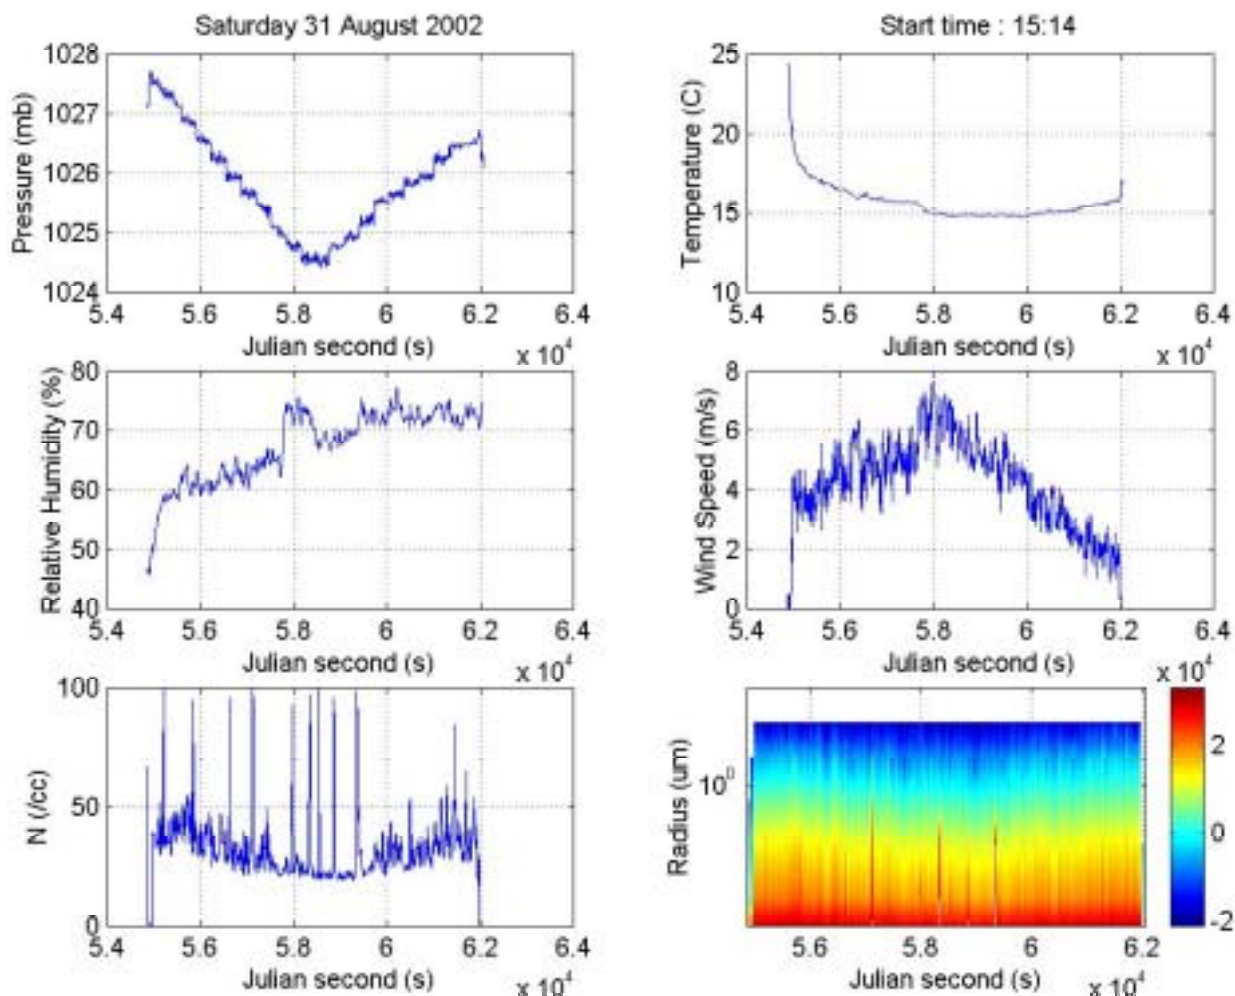 Saturday 31 August 2002
Start time : 15:14
1028
1027
1026
1025
1024
Pressure (mb)
5.4 5.6 5.8 6 6.2 6.4
Julian second (s)
x 10^4
25
20
15
10
Temperature (C)
5.4 5.6 5.8 6 6.2 6.4
Julian second (s)
x 10^4
80
70
60
50
40
Relative Humidity (%)
5.4 5.6 5.8 6 6.2 6.4
Julian second (s)
x 10^4
8
6
4
2
0
Wind Speed (m/s)
5.4 5.6 5.8 6 6.2 6.4
Julian second (s)
x 10^4
100
50
0
N (/cc)
5.4 5.6 5.8 6 6.2 6.4
Julian second (s)
x 10^4
10^0
Radius (um)
5.6 5.8 6 6.2
Julian second (s)
x 10^4
2
0
-2